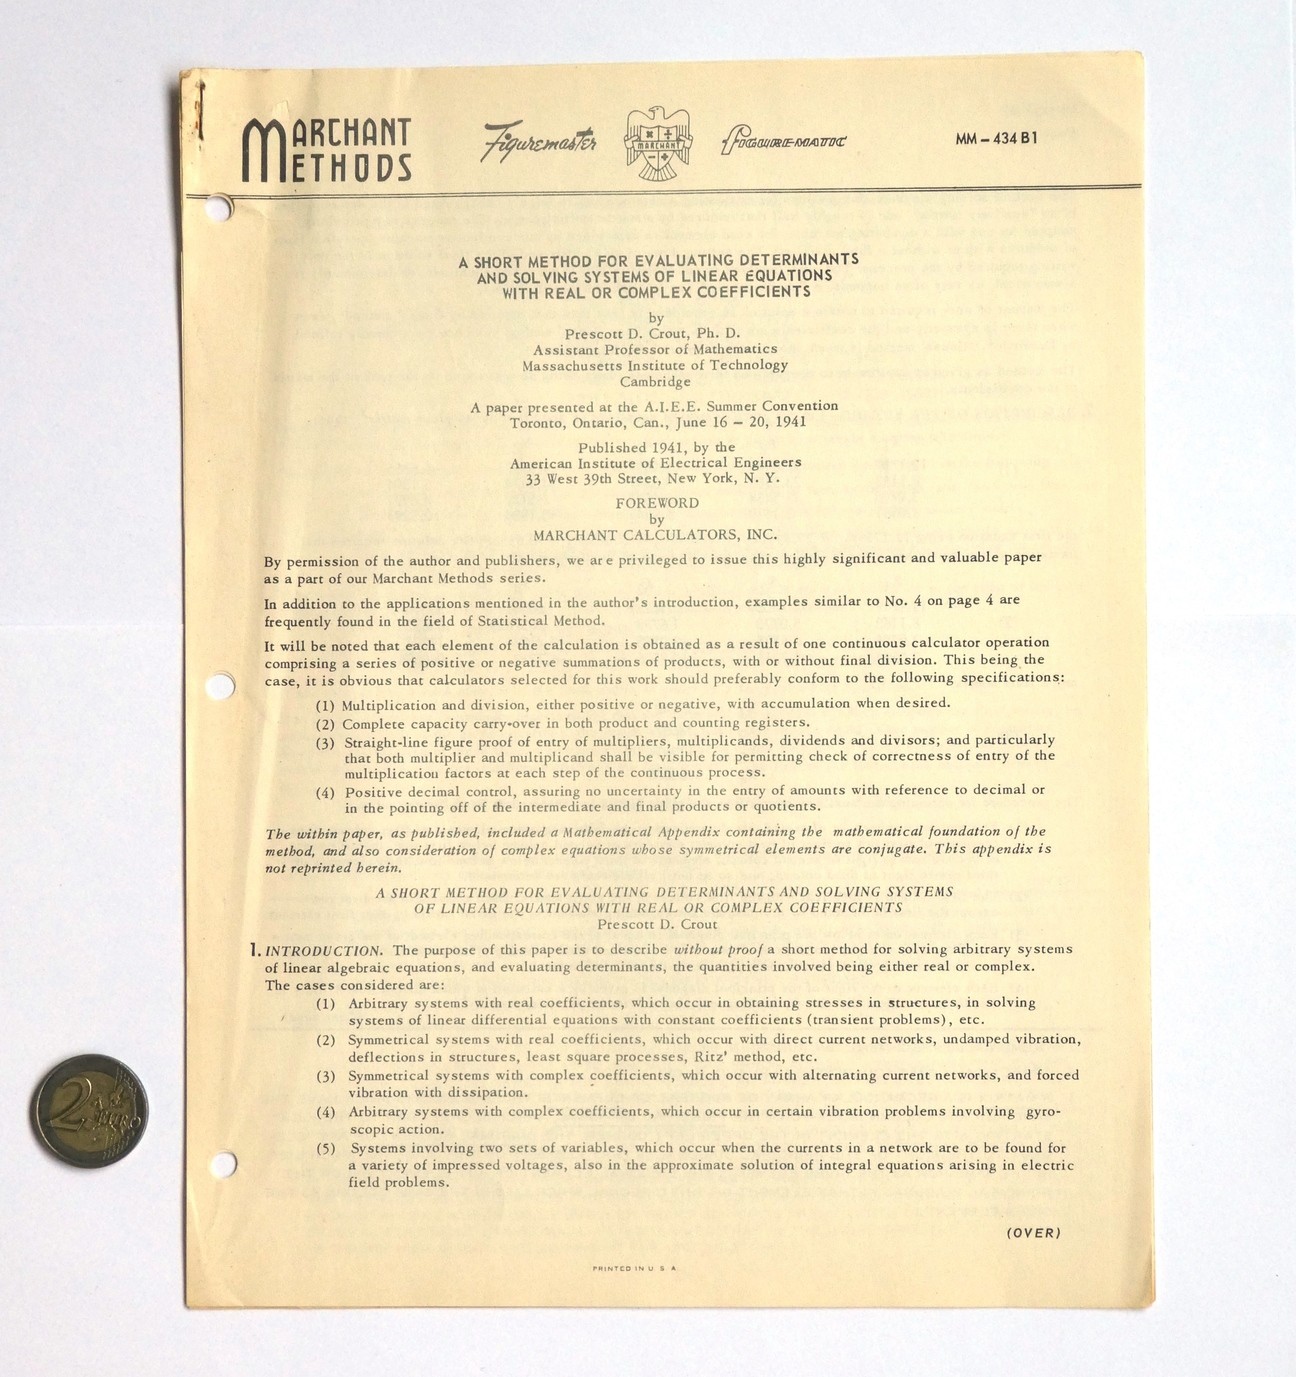 MARCHANT METHODS
Figuremaster
MARCHANT
FIGURE-MATIC
MM – 434 B1
A SHORT METHOD FOR EVALUATING DETERMINANTS
AND SOLVING SYSTEMS OF LINEAR EQUATIONS
WITH REAL OR COMPLEX COEFFICIENTS
by
Prescott D. Crout, Ph. D.
Assistant Professor of Mathematics
Massachusetts Institute of Technology
Cambridge
A paper presented at the A.I.E.E. Summer Convention
Toronto, Ontario, Can., June 16 – 20, 1941
Published 1941, by the
American Institute of Electrical Engineers
33 West 39th Street, New York, N. Y.
FOREWORD
by
MARCHANT CALCULATORS, INC.
By permission of the author and publishers, we are privileged to issue this highly significant and valuable paper
as a part of our Marchant Methods series.
In addition to the applications mentioned in the author's introduction, examples similar to No. 4 on page 4 are
frequently found in the field of Statistical Method.
It will be noted that each element of the calculation is obtained as a result of one continuous calculator operation
comprising a series of positive or negative summations of products, with or without final division. This being the
case, it is obvious that calculators selected for this work should preferably conform to the following specifications:
(1) Multiplication and division, either positive or negative, with accumulation when desired.
(2) Complete capacity carry-over in both product and counting registers.
(3) Straight-line figure proof of entry of multipliers, multiplicands, dividends and divisors; and particularly
that both multiplier and multiplicand shall be visible for permitting check of correctness of entry of the
multiplication factors at each step of the continuous process.
(4) Positive decimal control, assuring no uncertainty in the entry of amounts with reference to decimal or
in the pointing off of the intermediate and final products or quotients.
The within paper, as published, included a Mathematical Appendix containing the mathematical foundation of the
method, and also consideration of complex equations whose symmetrical elements are conjugate. This appendix is
not reprinted herein.
A SHORT METHOD FOR EVALUATING DETERMINANTS AND SOLVING SYSTEMS
OF LINEAR EQUATIONS WITH REAL OR COMPLEX COEFFICIENTS
Prescott D. Crout
1. INTRODUCTION. The purpose of this paper is to describe without proof a short method for solving arbitrary systems
of linear algebraic equations, and evaluating determinants, the quantities involved being either real or complex.
The cases considered are:
(1) Arbitrary systems with real coefficients, which occur in obtaining stresses in structures, in solving
systems of linear differential equations with constant coefficients (transient problems), etc.
(2) Symmetrical systems with real coefficients, which occur with direct current networks, undamped vibration,
deflections in structures, least square processes, Ritz' method, etc.
(3) Symmetrical systems with complex coefficients, which occur with alternating current networks, and forced
vibration with dissipation.
(4) Arbitrary systems with complex coefficients, which occur in certain vibration problems involving gyro-
scopic action.
(5) Systems involving two sets of variables, which occur when the currents in a network are to be found for
a variety of impressed voltages, also in the approximate solution of integral equations arising in electric
field problems.
(OVER)
PRINTED IN U S A
2 EURO